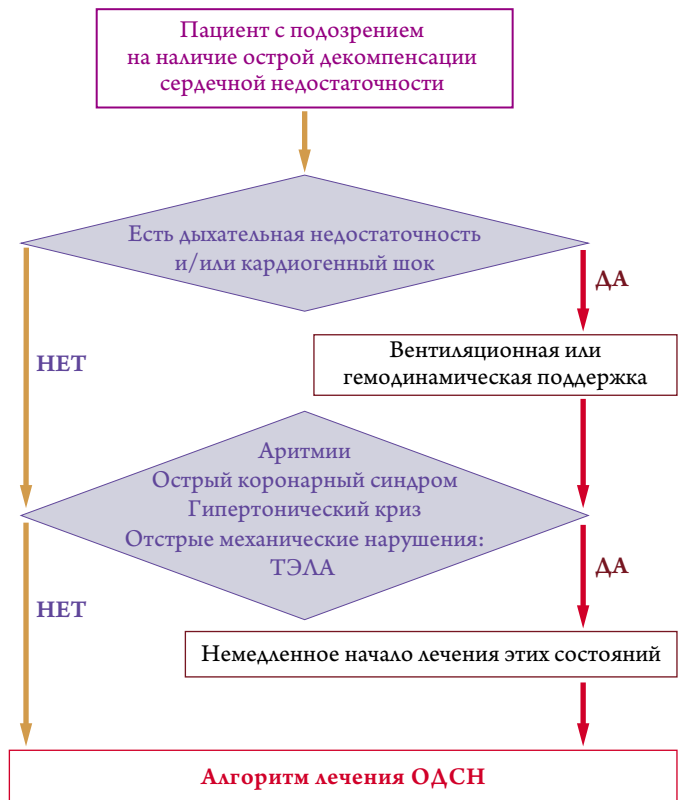 Пациент с подозрением
на наличие острой декомпенсации
сердечной недостаточности
Есть дыхательная недостаточность
и/или кардиогенный шок
ДА
НЕТ
Вентиляционная или
гемодинамическая поддержка
Аритмии
Острый коронарный синдром
Гипертонический криз
Отстрые механические нарушения:
ТЭЛА
ДА
НЕТ
Немедленное начало лечения этих состояний
Алгоритм лечения ОДСН